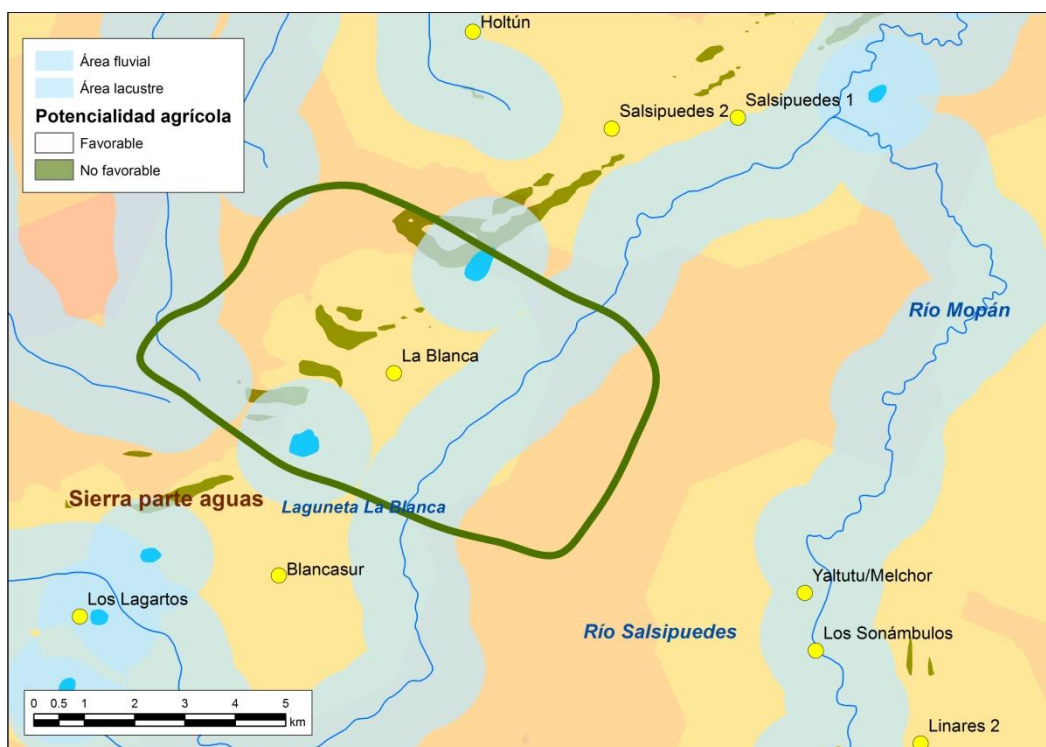 Holtún
Área fluvial
Área lacustre
Potencialidad agrícola
Favorable
No favorable
Salsipuedes 2
Salsipuedes 1
Río Mopán
La Blanca
Sierra parte aguas
Laguneta La Blanca
Blancasur
Los Lagartos
Yaltutu/Melchor
Río Salsipuedes
Los Sonámbulos
0 0.5 1 2 3 4 5
km
Linares 2